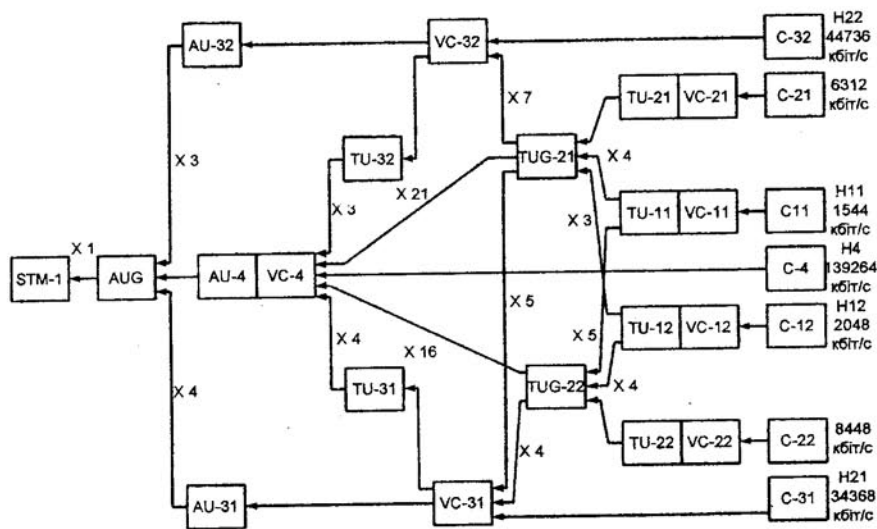 H22
44736
кбіт/с
C-32
VC-32
AU-32
X 7
TU-21
VC-21
C-21
6312
кбіт/с
TUG-21
X 4
TU-32
X 3
X 21
X 3
TU-11
VC-11
C11
H11
1544
кбіт/с
X 3
X 1
STM-1
AUG
AU-4
VC-4
C-4
H4
139264
кбіт/с
X 5
X 5
TU-12
VC-12
C-12
H12
2048
кбіт/с
X 4
X 4
X 16
TU-31
TUG-22
X 4
TU-22
VC-22
C-22
8448
кбіт/с
X 4
AU-31
VC-31
C-31
H21
34368
кбіт/с